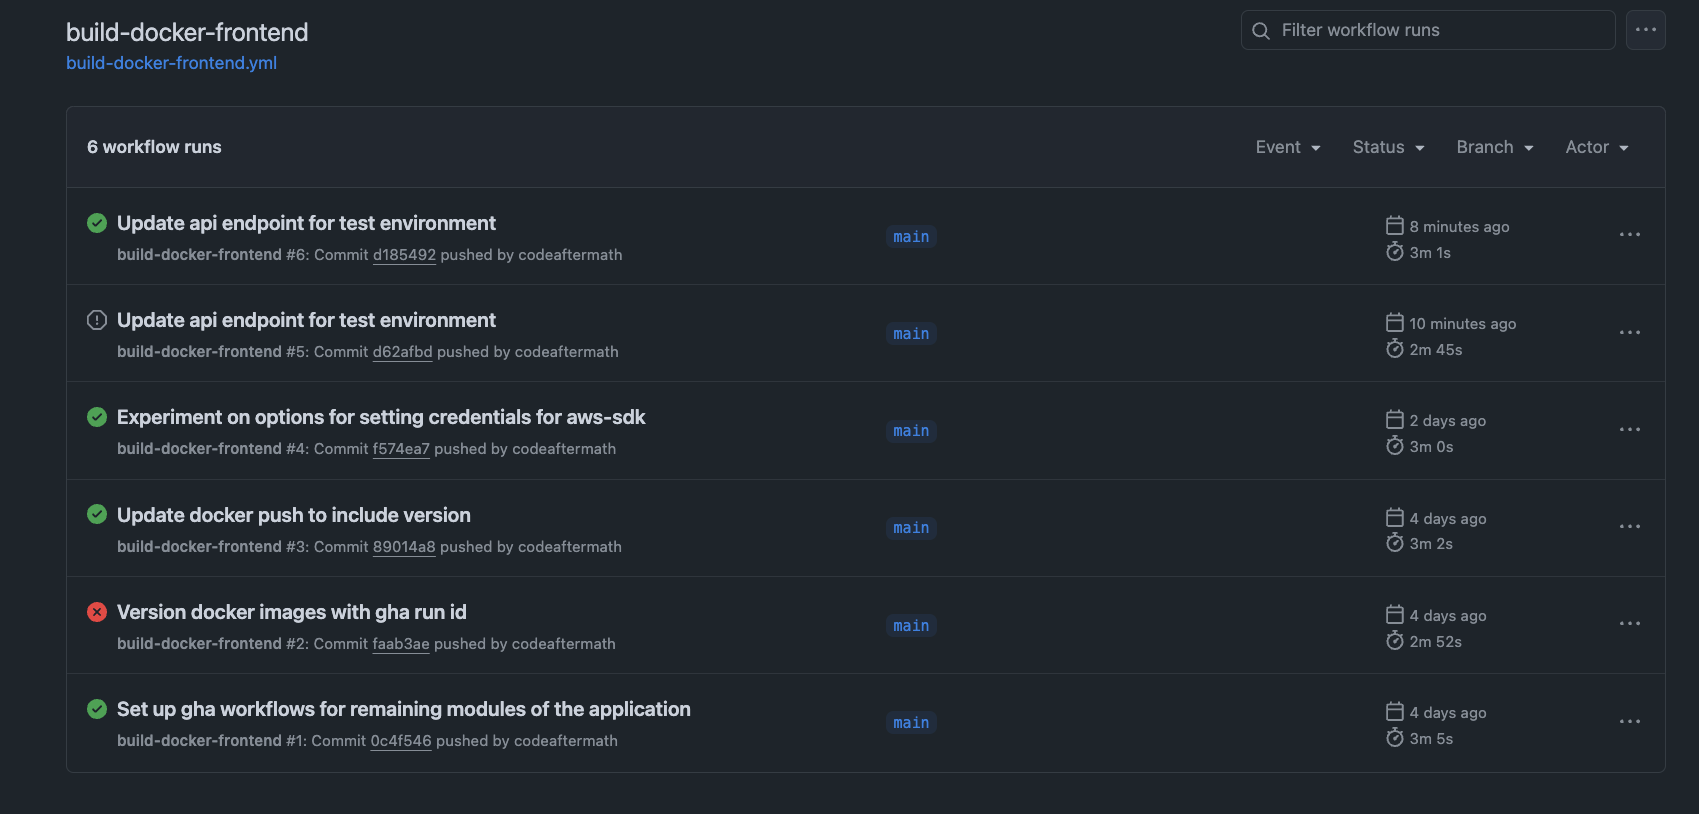 build-docker-frontend
build-docker-frontend.yml
Filter workflow runs
6 workflow runs
Event Status Branch Actor
Update api endpoint for test environment
build-docker-frontend #6: Commit d185492 pushed by codeaftermath
main
8 minutes ago
3m 1s
Update api endpoint for test environment
build-docker-frontend #5: Commit d62afbd pushed by codeaftermath
main
10 minutes ago
2m 45s
Experiment on options for setting credentials for aws-sdk
build-docker-frontend #4: Commit f574ea7 pushed by codeaftermath
main
2 days ago
3m 0s
Update docker push to include version
build-docker-frontend #3: Commit 89014a8 pushed by codeaftermath
main
4 days ago
3m 2s
Version docker images with gha run id
build-docker-frontend #2: Commit faab3ae pushed by codeaftermath
main
4 days ago
2m 52s
Set up gha workflows for remaining modules of the application
build-docker-frontend #1: Commit 0c4f546 pushed by codeaftermath
main
4 days ago
3m 5s